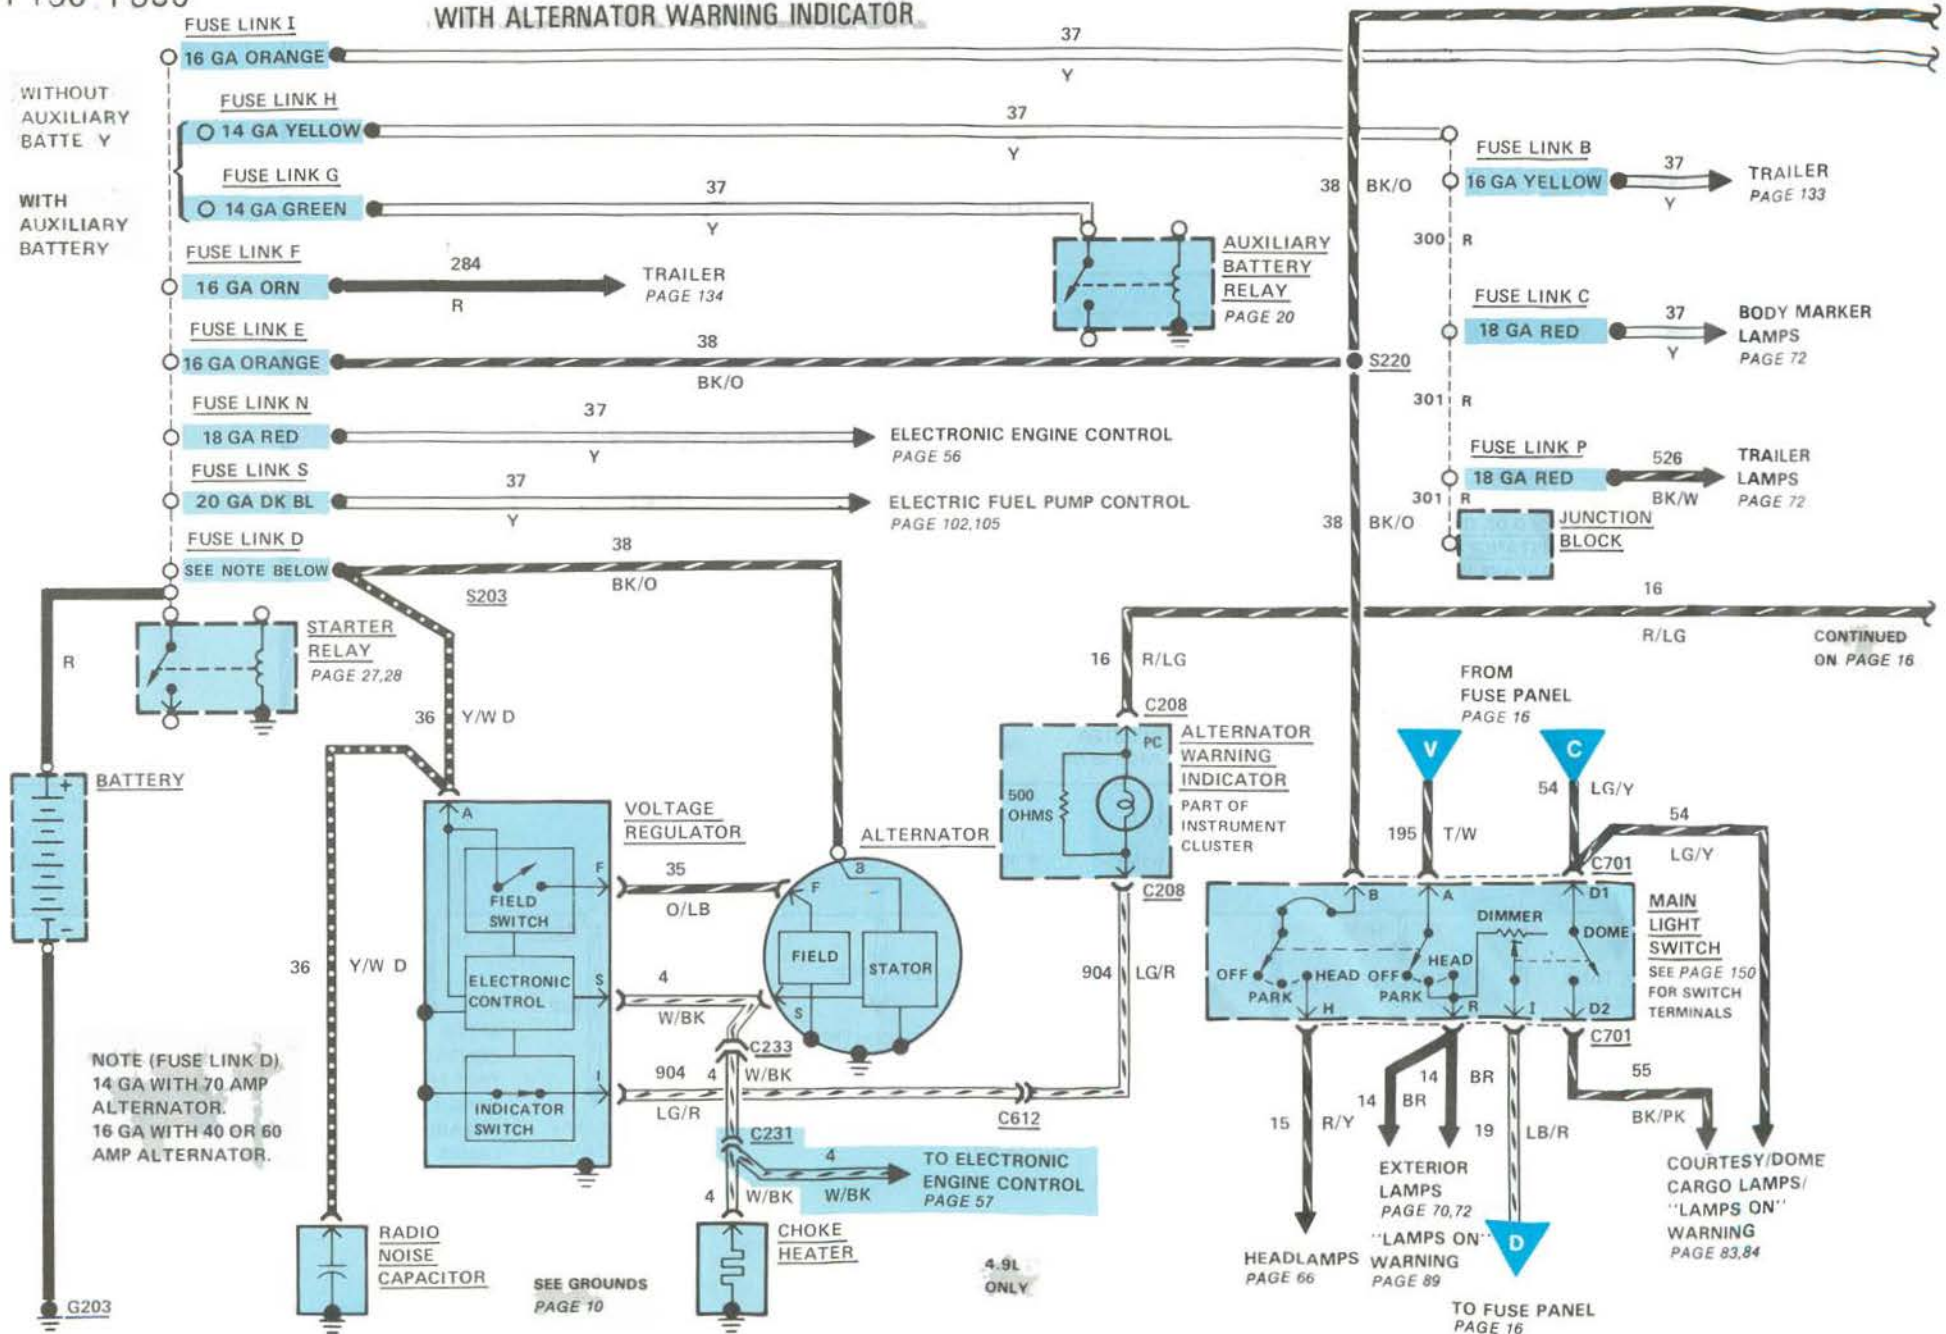 WITH ALTERNATOR WARNING INDICATOR
FUSE LINK I
16 GA ORANGE
37
Y
WITHOUT
AUXILIARY
BATTE Y
FUSE LINK H
14 GA YELLOW
37
Y
WITH
AUXILIARY
BATTERY
FUSE LINK G
14 GA GREEN
37
Y
AUXILIARY
BATTERY
RELAY
PAGE 20
FUSE LINK F
16 GA ORN
284
R
TRAILER
PAGE 134
FUSE LINK E
16 GA ORANGE
38
BK/O
S220
FUSE LINK N
18 GA RED
37
Y
ELECTRONIC ENGINE CONTROL
PAGE 56
FUSE LINK S
20 GA DK BL
37
Y
ELECTRIC FUEL PUMP CONTROL
PAGE 102,105
FUSE LINK D
SEE NOTE BELOW
38
BK/O
S203
38 BK/O
FUSE LINK B
16 GA YELLOW
37
Y
TRAILER
PAGE 133
300 R
FUSE LINK C
18 GA RED
37
Y
BODY MARKER
LAMPS
PAGE 72
301 R
FUSE LINK P
18 GA RED
526
BK/W
TRAILER
LAMPS
PAGE 72
301 R
38 BK/O
JUNCTION
BLOCK
STARTER
RELAY
PAGE 27,28
R
36 Y/W D
16
R/LG
CONTINUED
ON PAGE 16
16 R/LG
C208
PC
ALTERNATOR
WARNING
INDICATOR
PART OF
INSTRUMENT
CLUSTER
500
OHMS
C208
904 LG/R
FROM
FUSE PANEL
PAGE 16
V
C
195 T/W
54 LG/Y
54
LG/Y
C701
BATTERY
+
-
G203
VOLTAGE
REGULATOR
A
FIELD
SWITCH
F
35
O/LB
ELECTRONIC
CONTROL
S
4
W/BK
INDICATOR
SWITCH
I
904
LG/R
ALTERNATOR
B
F
FIELD
STATOR
S
C233
4 W/BK
C612
C231
4
W/BK
TO ELECTRONIC
ENGINE CONTROL
PAGE 57
4 W/BK
CHOKE
HEATER
4.9L
ONLY
36 Y/W D
RADIO
NOISE
CAPACITOR
SEE GROUNDS
PAGE 10
NOTE (FUSE LINK D)
14 GA WITH 70 AMP
ALTERNATOR.
16 GA WITH 40 OR 60
AMP ALTERNATOR.
B
A
D1
DIMMER
DOME
OFF
HEAD
PARK
OFF
HEAD
PARK
H
R
I
D2
MAIN
LIGHT
SWITCH
SEE PAGE 150
FOR SWITCH
TERMINALS
C701
15 R/Y
HEADLAMPS
PAGE 66
14 BR
14 BR
EXTERIOR
LAMPS
PAGE 70,72
"LAMPS ON"
WARNING
PAGE 89
19 LB/R
D
TO FUSE PANEL
PAGE 16
55
BK/PK
COURTESY/DOME
CARGO LAMPS/
"LAMPS ON"
WARNING
PAGE 83,84